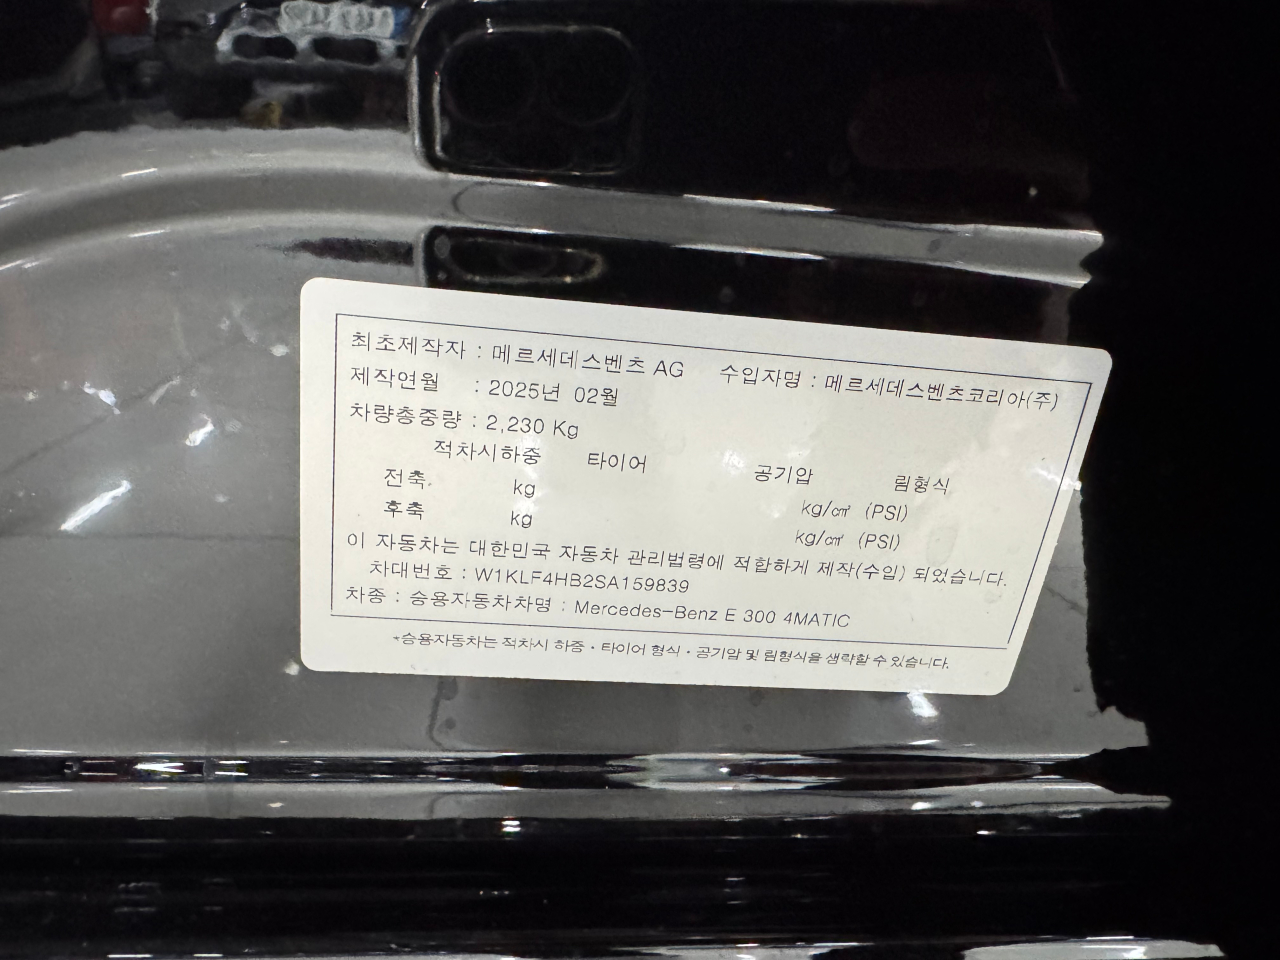 최초제작자 : 메르세데스벤츠 AG 수입자명 : 메르세데스벤츠코리아(주)
제작연월 : 2025년 02월
차량총중량 : 2,230 Kg
적차시하중 타이어 공기압 림형식
전축 kg kg/㎠ (PSI)
후축 kg kg/㎠ (PSI)
이 자동차는 대한민국 자동차 관리법령에 적합하게 제작(수입) 되었습니다.
차대번호 : W1KLF4HB2SA159839
차종 : 승용자동차차명 : Mercedes-Benz E 300 4MATIC
*승용자동차는 적차시 하중·타이어 형식·공기압 및 림형식을 생략할 수 있습니다.